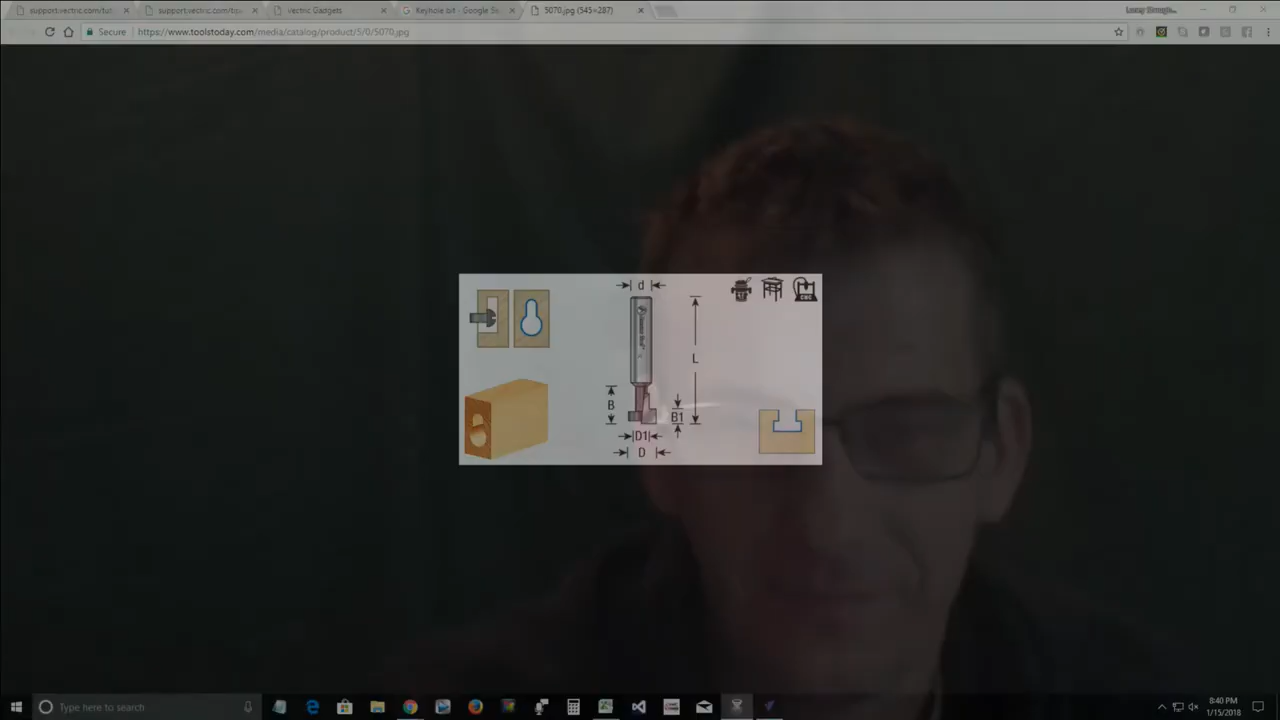 support.vectric.com/tut
support.vectric.com/tips
vectric Gadgets
Keyhole bit - Google Se
5070.jpg (545×287)
Secure
https://www.toolstoday.com/media/catalog/product/5/0/5070.jpg
d
CNC
L
B
B1
D1
D
Type here to search
8:40 PM
1/15/2018